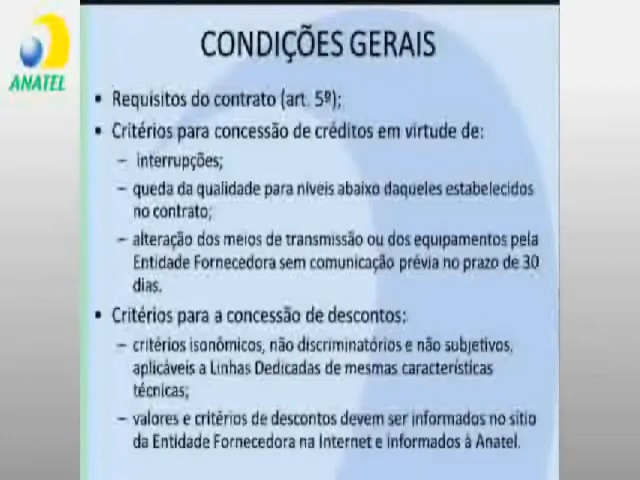 ANATEL
CONDIÇÕES GERAIS
• Requisitos do contrato (art. 5º);
• Critérios para concessão de créditos em virtude de:
– interrupções;
– queda da qualidade para níveis abaixo daqueles estabelecidos
no contrato;
– alteração dos meios de transmissão ou dos equipamentos pela
Entidade Fornecedora sem comunicação prévia no prazo de 30
dias.
• Critérios para a concessão de descontos:
– critérios isonômicos, não discriminatórios e não subjetivos,
aplicáveis a Linhas Dedicadas de mesmas características
técnicas;
– valores e critérios de descontos devem ser informados no sítio
da Entidade Fornecedora na Internet e informados à Anatel.